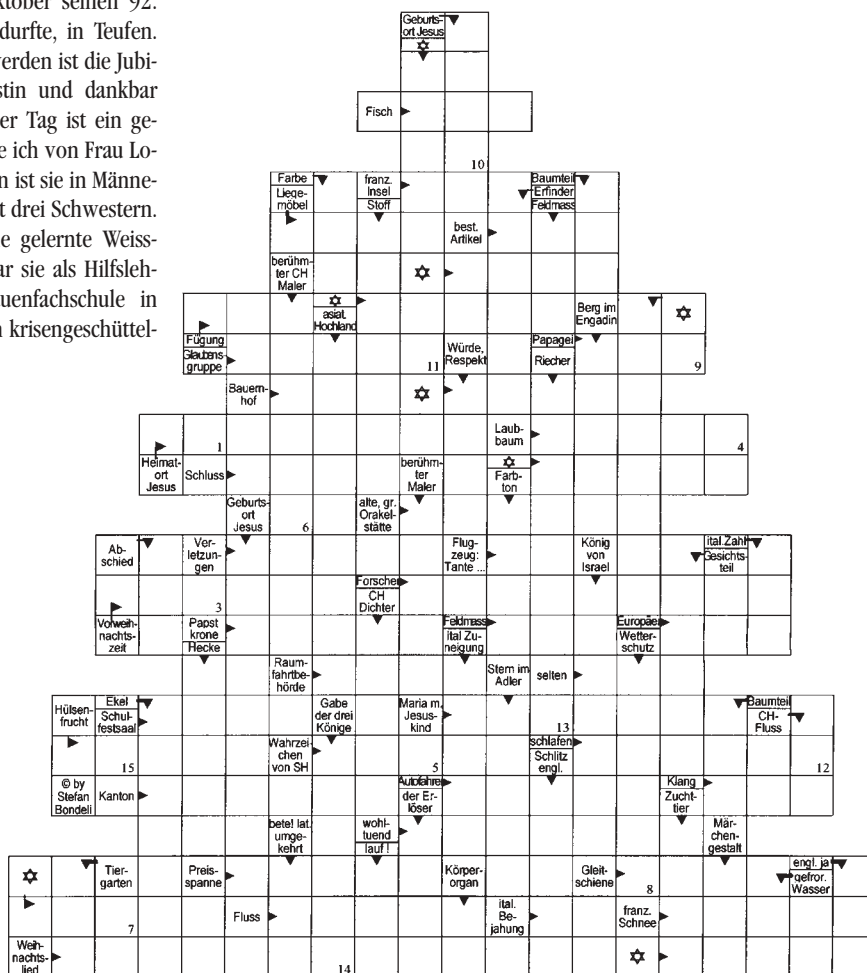 ktober seinen 92.
durfte, in Teufen.
verden ist die Jubi-
stin und dankbar
er Tag ist ein ge-
e ich von Frau Lo-
n ist sie in Männe-
t drei Schwestern.
e gelernte Weiss-
ar sie als Hilfsleh-
uenfachschule in
n krisengeschüttel-
Geburts-
ort Jesus
Fisch
10
Farbe
Liege-
möbel
franz.
Insel
Stoff
Baumteil
Erfinder
Feldmass
best.
Artikel
berühm-
ter CH
Maler
asiat.
Hochland
Berg im
Engadin
Fügung
Glaubens-
gruppe
11
Würde,
Respekt
Papagei
Riecher
9
Bauern-
hof
1
Laub-
baum
4
Heimat-
ort
Jesus
Schluss
berühm-
ter
Maler
Farb-
ton
Geburts-
ort
Jesus
6
alte, gr.
Orakel-
stätte
Ab-
schied
Ver-
letzun-
gen
Flug-
zeug:
Tante ...
König
von
Israel
ital.Zahl
Gesichts-
teil
3
Forscher
CH
Dichter
Vorweih-
nachts-
zeit
Papst
krone
Hecke
Feldmass
ital Zu-
neigung
Europäer
Wetter-
schutz
Raum-
fahrtbe-
hörde
Stern im
Adler
selten
Hülsen-
frucht
Ekel
Schul-
festsaal
Gabe
der drei
Könige
Maria m.
Jesus-
kind
13
Baumteil
CH-
Fluss
15
Wahrzei-
chen
von SH
5
schlafen
Schlitz
engl.
12
© by
Stefan
Bondeli
Kanton
Autofahrer
der Er-
löser
Klang
Zucht-
tier
bete! lat.
umge-
kehrt
wohl-
tuend
lauf !
Mär-
chen-
gestalt
Tier-
garten
Preis-
spanne
Körper-
organ
Gleit-
schiene
8
engl. ja
gefror.
Wasser
7
Fluss
ital.
Be-
jahung
franz.
Schnee
Weih-
nachts-
lied
14